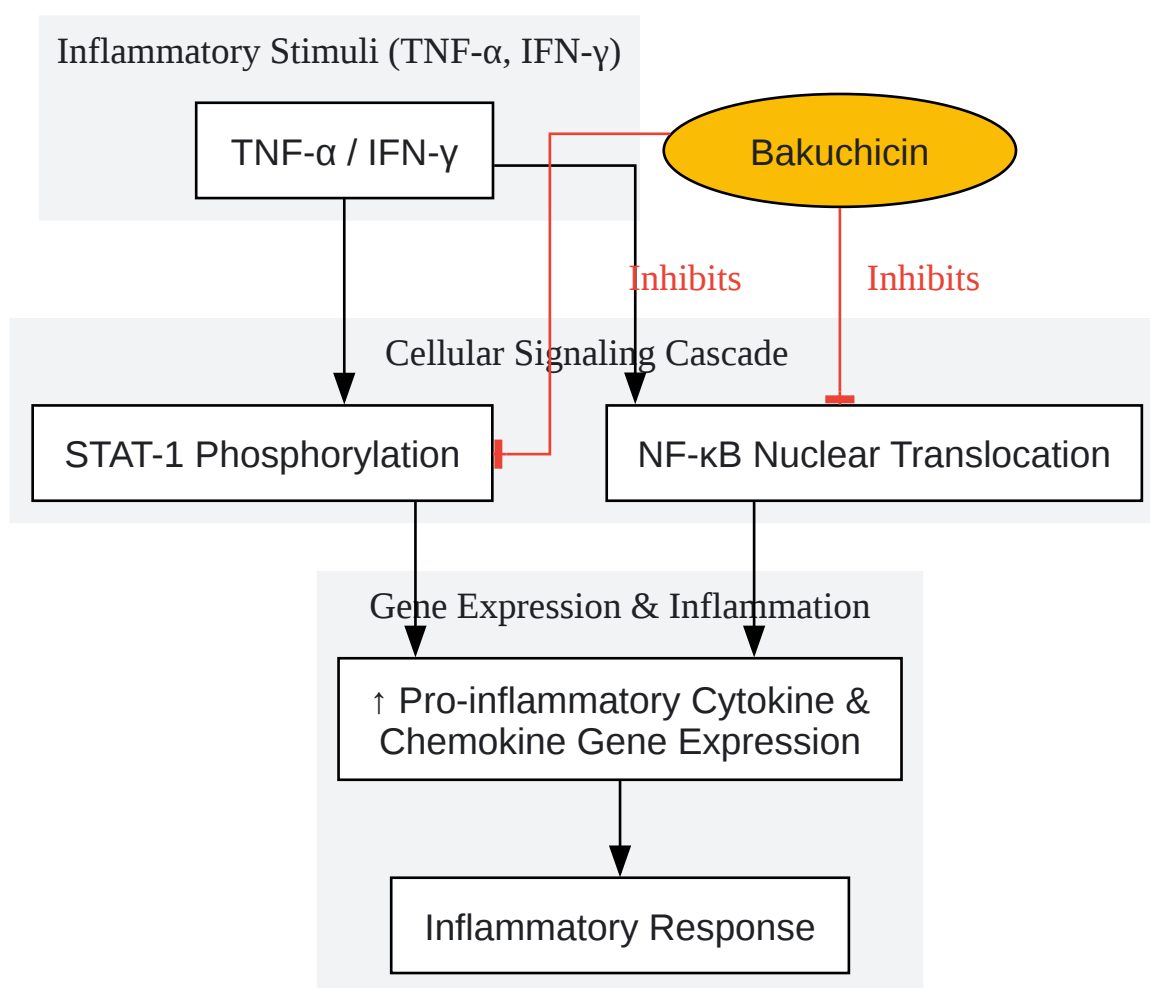 Inflammatory Stimuli (TNF-α, IFN-γ)
TNF-α / IFN-γ
Bakuchicin
Inhibits
Inhibits
Cellular Signaling Cascade
STAT-1 Phosphorylation
NF-κB Nuclear Translocation
Gene Expression & Inflammation
↑ Pro-inflammatory Cytokine &
Chemokine Gene Expression
Inflammatory Response